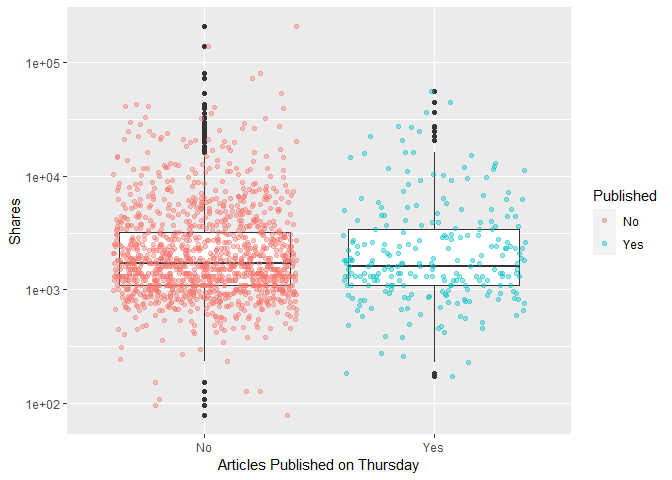 1e+05
1e+04
1e+03
1e+02
Shares
No
Yes
Articles Published on Thursday
Published
No
Yes